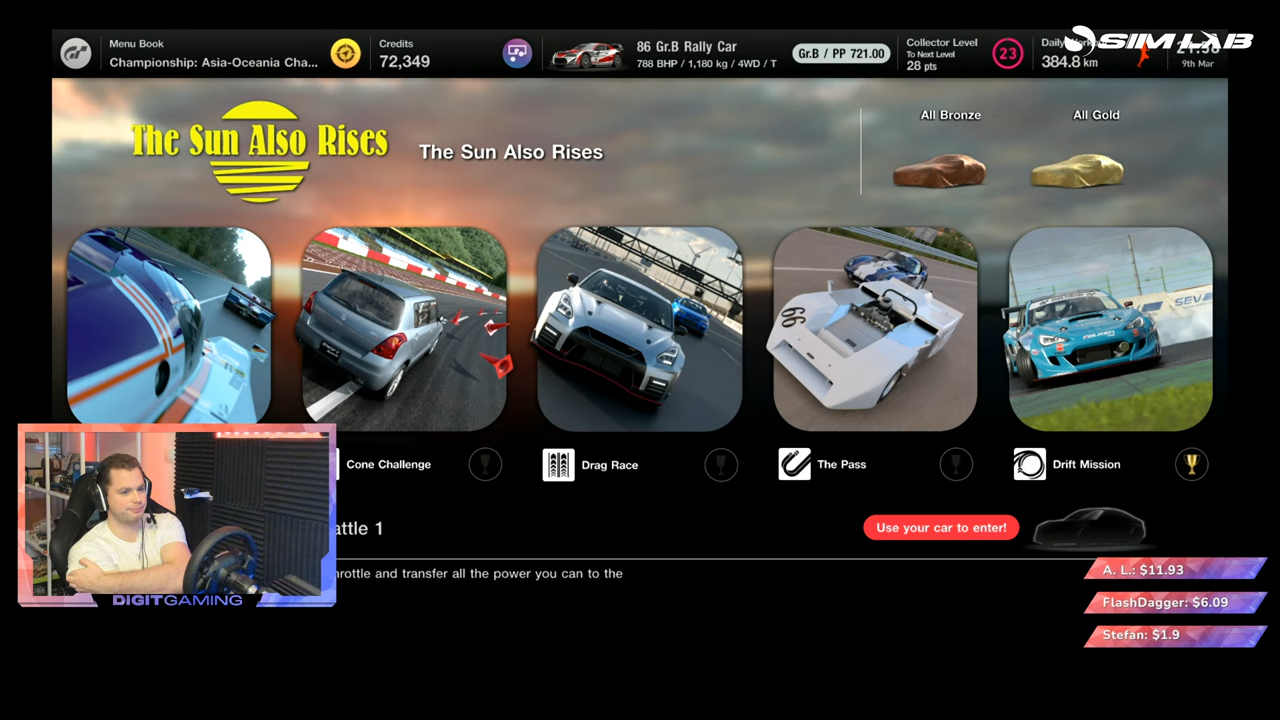 Menu Book
Championship: Asia-Oceania Cha...
Credits
72,349
86 Gr.B Rally Car
788 BHP / 1,180 kg / 4WD / T
Gr.B / PP 721.00
Collector Level
To Next Level
28 pts
23
384.8 km
9th Mar
SIM LAB
The Sun Also Rises
The Sun Also Rises
All Bronze
All Gold
66
FALKEN
SEV
Cone Challenge
Drag Race
The Pass
Drift Mission
attle 1
Use your car to enter!
hrottle and transfer all the power you can to the
DIGITGAMING
A. L.: $11.93
FlashDagger: $6.09
Stefan: $1.9